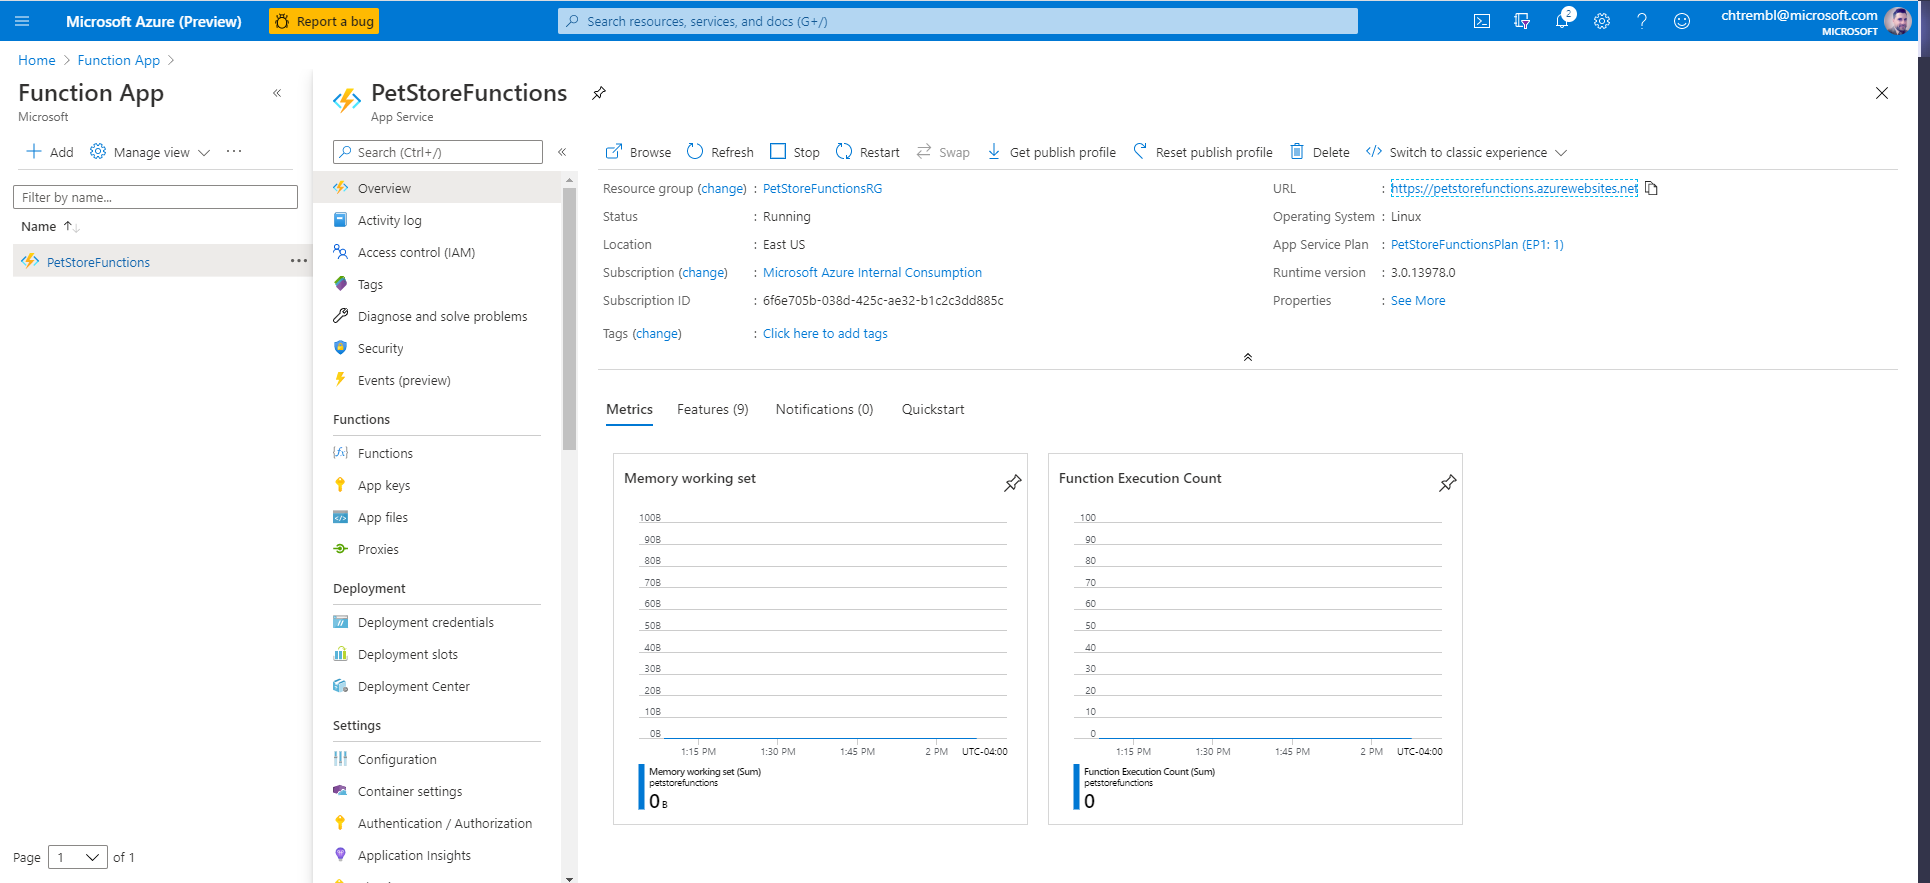 Microsoft Azure (Preview)
Report a bug
Search resources, services, and docs (G+/)
2
chtrembl@microsoft.com
MICROSOFT
Home > Function App >
Function App
Microsoft
Add
Manage view
Filter by name...
Name
PetStoreFunctions
Page 1 of 1
PetStoreFunctions
App Service
Search (Ctrl+/)
Overview
Activity log
Access control (IAM)
Tags
Diagnose and solve problems
Security
Events (preview)
Functions
Functions
App keys
App files
Proxies
Deployment
Deployment credentials
Deployment slots
Deployment Center
Settings
Configuration
Container settings
Authentication / Authorization
Application Insights
Browse
Refresh
Stop
Restart
Swap
Get publish profile
Reset publish profile
Delete
Switch to classic experience
Resource group (change) : PetStoreFunctionsRG
Status : Running
Location : East US
Subscription (change) : Microsoft Azure Internal Consumption
Subscription ID : 6f6e705b-038d-425c-ae32-b1c2c3dd885c
Tags (change) : Click here to add tags
URL : https://petstorefunctions.azurewebsites.net
Operating System : Linux
App Service Plan : PetStoreFunctionsPlan (EP1: 1)
Runtime version : 3.0.13978.0
Properties : See More
Metrics
Features (9)
Notifications (0)
Quickstart
Memory working set
100B
90B
80B
70B
60B
50B
40B
30B
20B
10B
0B
1:15 PM 1:30 PM 1:45 PM 2 PM UTC-04:00
Memory working set (Sum)
petstorefunctions
0 B
Function Execution Count
100
90
80
70
60
50
40
30
20
10
0
1:15 PM 1:30 PM 1:45 PM 2 PM UTC-04:00
Function Execution Count (Sum)
petstorefunctions
0